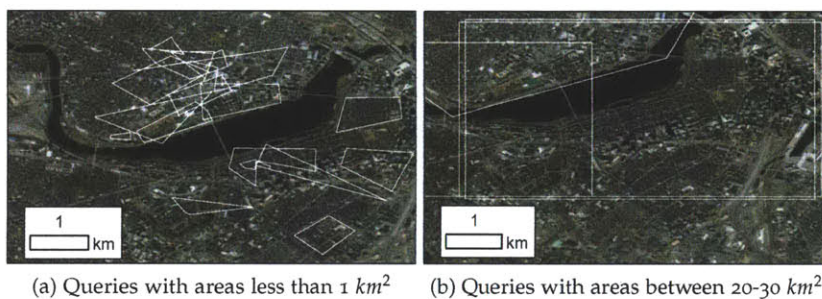 1
km
1
km
(a) Queries with areas less than 1 km²
(b) Queries with areas between 20-30 km²